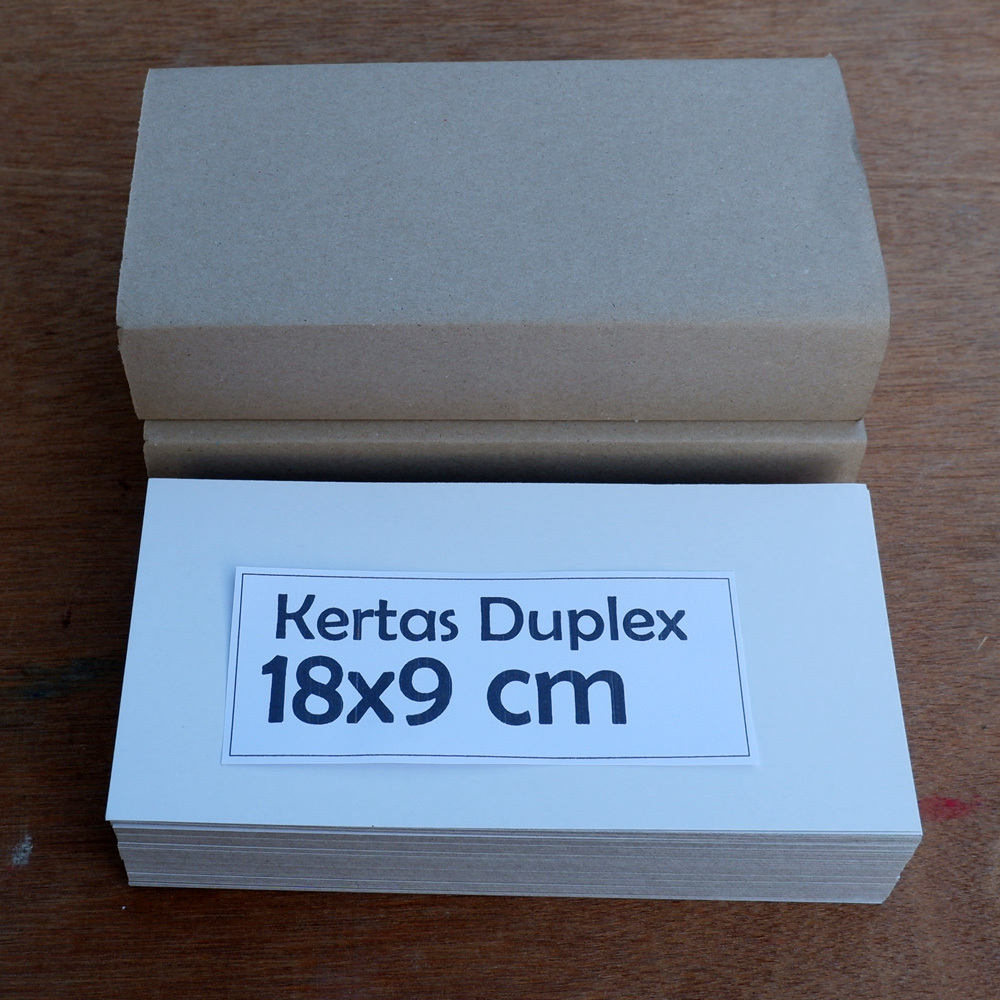 Kertas Duplex
18x9 cm